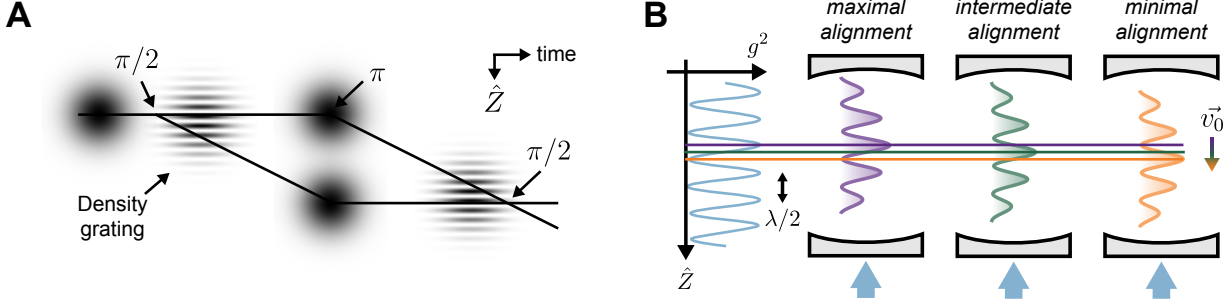 A
π/2
π
time
Ẑ
π/2
Density
grating
B
g²
maximal
alignment
intermediate
alignment
minimal
alignment
λ/2
Ẑ
v⃗₀